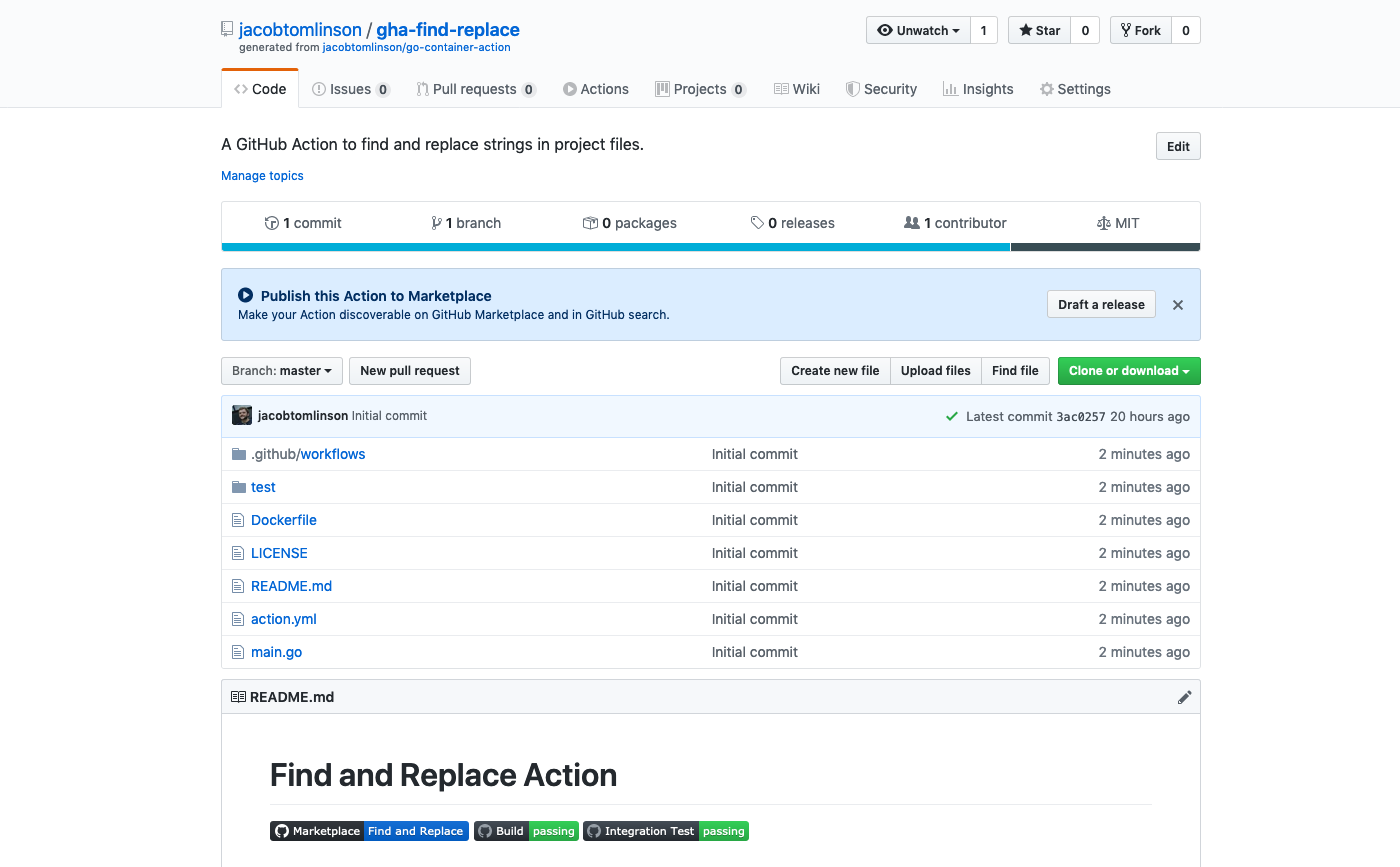 jacobtomlinson / gha-find-replace
Unwatch 1 Star 0 Fork 0
generated from jacobtomlinson/go-container-action
Code Issues 0 Pull requests 0 Actions Projects 0 Wiki Security Insights Settings
A GitHub Action to find and replace strings in project files.
Edit
Manage topics
1 commit 1 branch 0 packages 0 releases 1 contributor MIT
Publish this Action to Marketplace
Make your Action discoverable on GitHub Marketplace and in GitHub search.
Draft a release
Branch: master New pull request Create new file Upload files Find file Clone or download
jacobtomlinson Initial commit Latest commit 3ac0257 20 hours ago
.github/workflows Initial commit 2 minutes ago
test Initial commit 2 minutes ago
Dockerfile Initial commit 2 minutes ago
LICENSE Initial commit 2 minutes ago
README.md Initial commit 2 minutes ago
action.yml Initial commit 2 minutes ago
main.go Initial commit 2 minutes ago
README.md
Find and Replace Action
Marketplace Find and Replace Build passing Integration Test passing